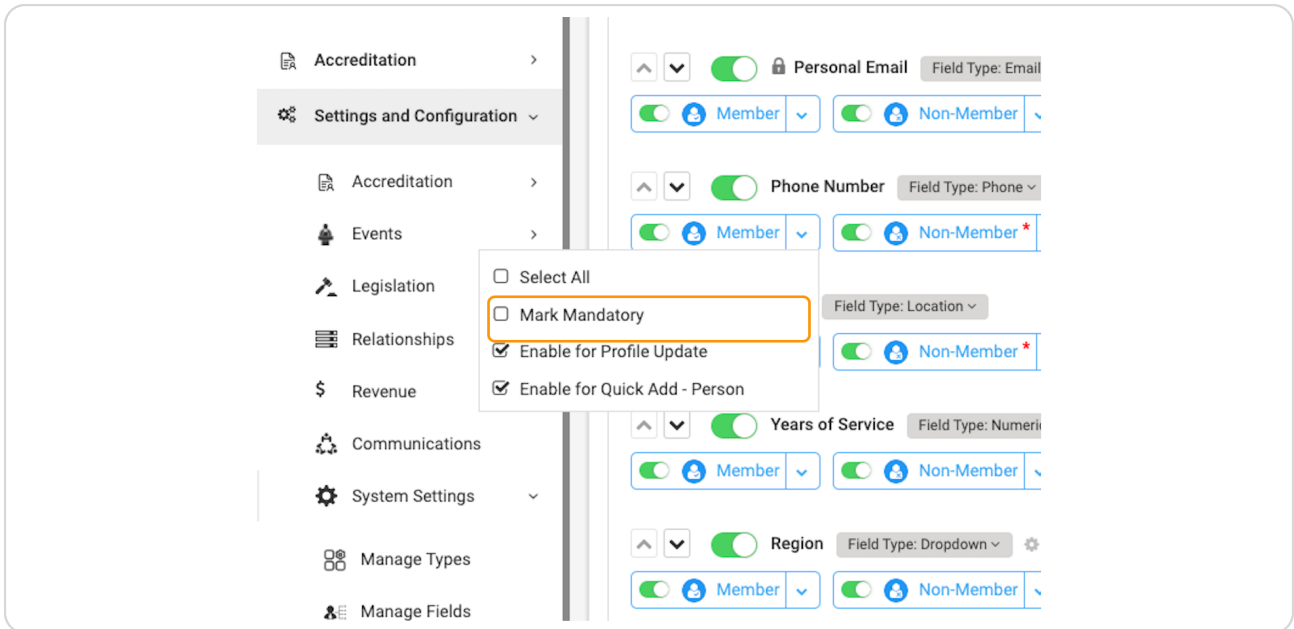 Accreditation
Settings and Configuration
Accreditation
Events
Legislation
Relationships
Revenue
Communications
System Settings
Manage Types
Manage Fields
Personal Email Field Type: Email
Member Non-Member
Phone Number Field Type: Phone
Member Non-Member *
Select All
Mark Mandatory
Enable for Profile Update
Enable for Quick Add - Person
Field Type: Location
Non-Member *
Years of Service Field Type: Numeric
Member Non-Member
Region Field Type: Dropdown
Member Non-Member